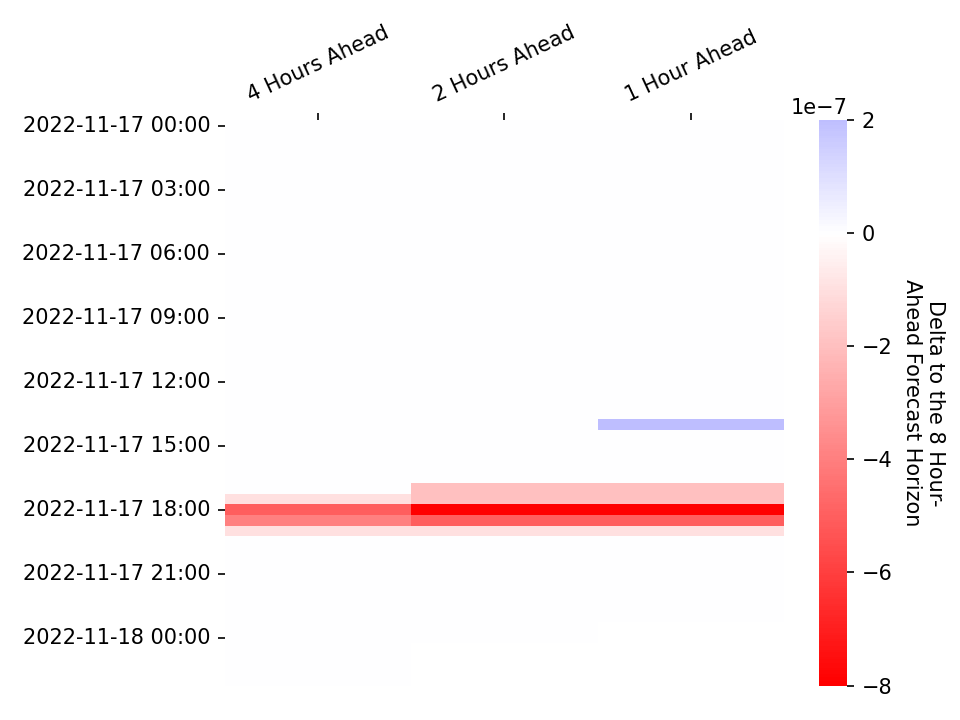 4 Hours Ahead
2 Hours Ahead
1 Hour Ahead
1e−7
2022-11-17 00:00
2022-11-17 03:00
2022-11-17 06:00
2022-11-17 09:00
2022-11-17 12:00
2022-11-17 15:00
2022-11-17 18:00
2022-11-17 21:00
2022-11-18 00:00
2
0
−2
−4
−6
−8
Delta to the 8 Hour-
Ahead Forecast Horizon